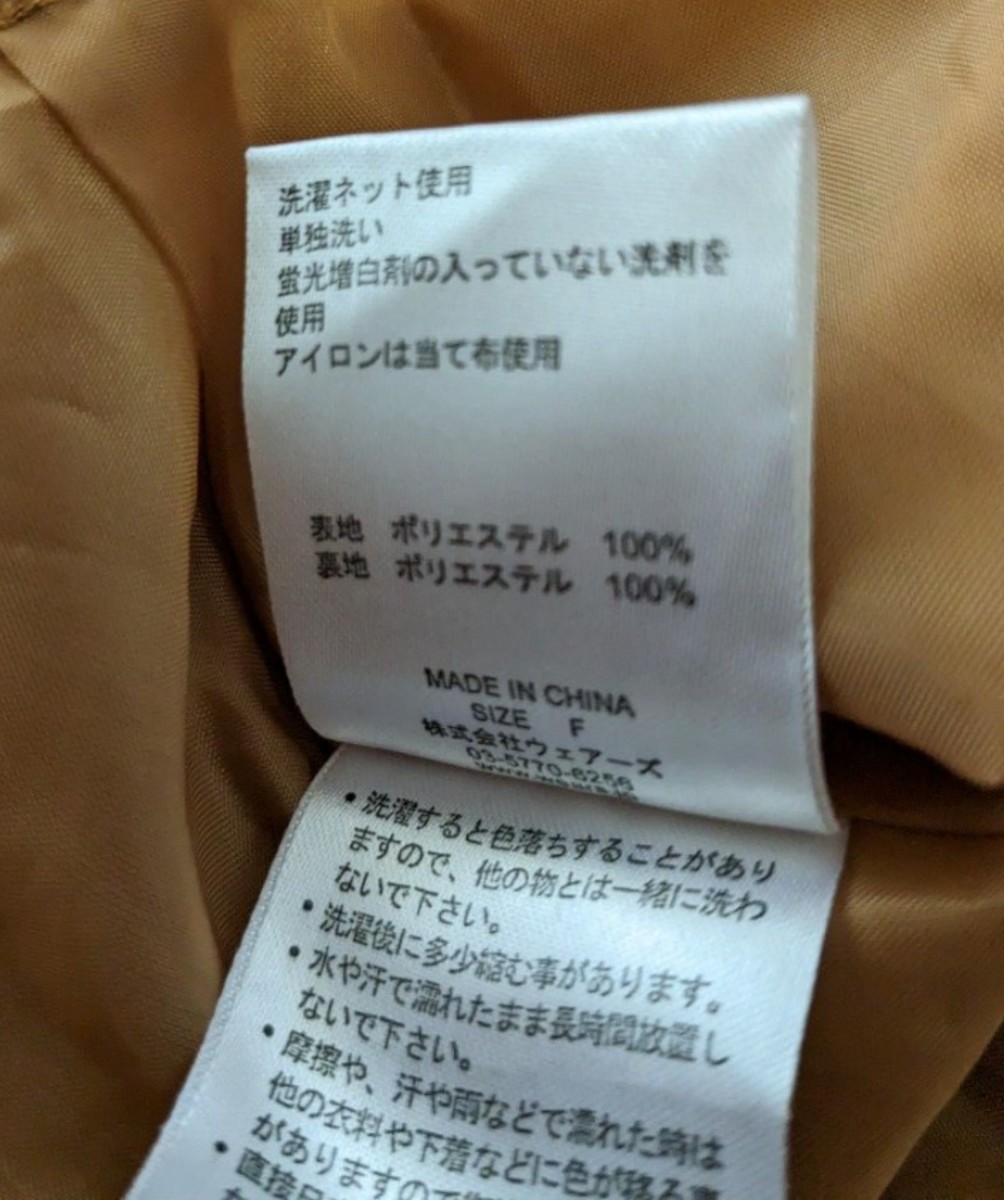 洗濯ネット使用
単独洗い
蛍光増白剤の入っていない洗剤を
使用
アイロンは当て布使用
表地 ポリエステル 100%
裏地 ポリエステル 100%
MADE IN CHINA
SIZE F
株式会社ウェアーズ
03-5770-6256
•洗濯すると色落ちすることがあり
ますので、他の物とは一緒に洗わ
ないで下さい。
•洗濯後に多少縮む事があります。
•水や汗で濡れたまま長時間放置し
ないで下さい。
•摩擦や、汗や雨などで濡れた時は
他の衣料や下着などに色が移る事
がありますので
•直接日